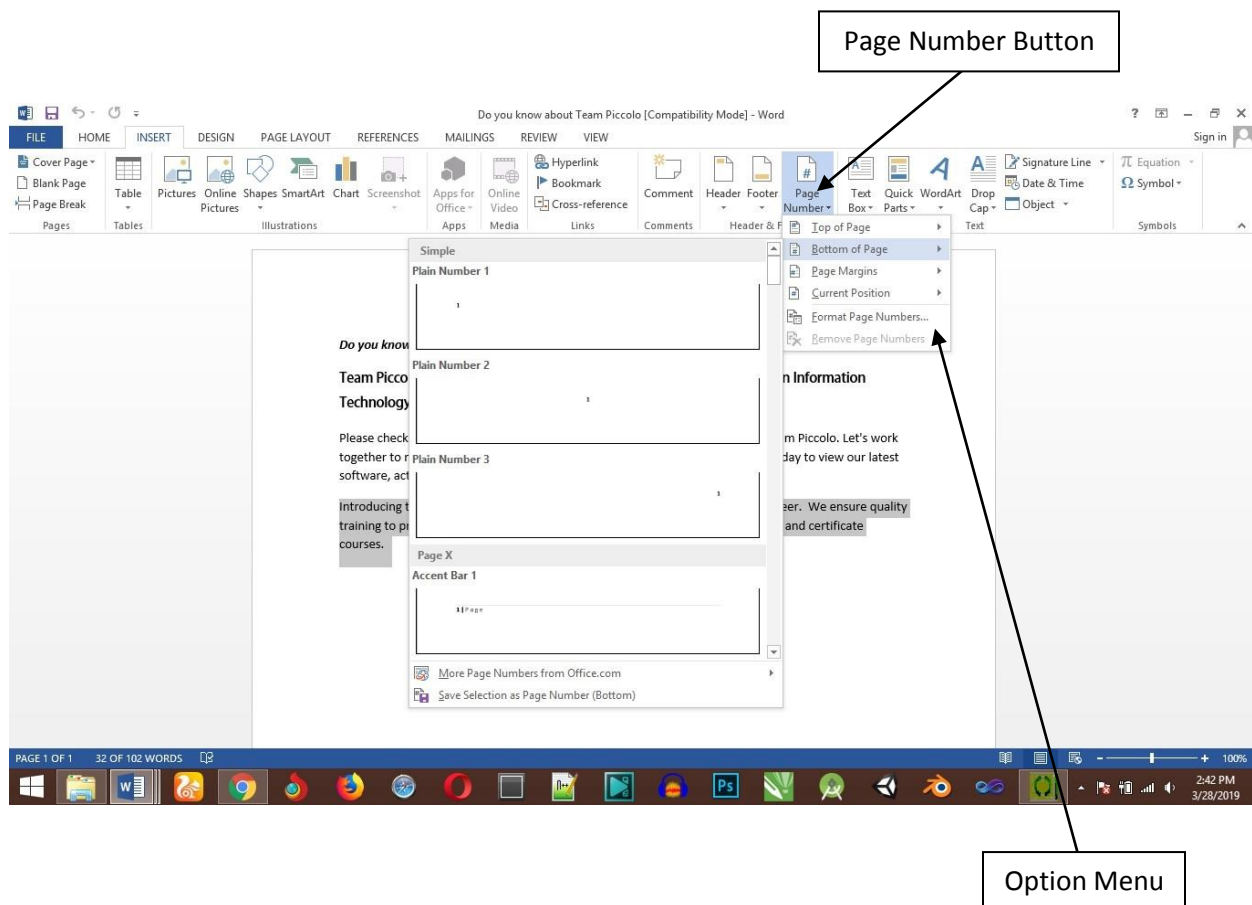 Page Number Button
Do you know about Team Piccolo [Compatibility Mode] - Word
FILE HOME INSERT DESIGN PAGE LAYOUT REFERENCES MAILINGS REVIEW VIEW Sign in
Cover Page
Blank Page
Page Break
Table
Pictures
Online Pictures
Shapes
SmartArt
Chart
Screenshot
Apps for Office
Online Video
Hyperlink
Bookmark
Cross-reference
Comment
Header
Footer
Page Number
Text Box
Quick Parts
WordArt
Drop Cap
Signature Line
Date & Time
Object
π Equation
Ω Symbol
Pages Tables Illustrations Apps Media Links Comments Header & F Text Symbols
Top of Page
Bottom of Page
Page Margins
Current Position
Format Page Numbers...
Remove Page Numbers
Simple
Plain Number 1
1
Plain Number 2
1
Plain Number 3
1
Page X
Accent Bar 1
1|Page
More Page Numbers from Office.com
Save Selection as Page Number (Bottom)
Do you know
Team Picco n Information
Technology
Please check m Piccolo. Let's work
together to r day to view our latest
software, act
Introducing t eer. We ensure quality
training to pr and certificate
courses.
PAGE 1 OF 1 32 OF 102 WORDS 100%
Ps
2:42 PM
3/28/2019
Option Menu